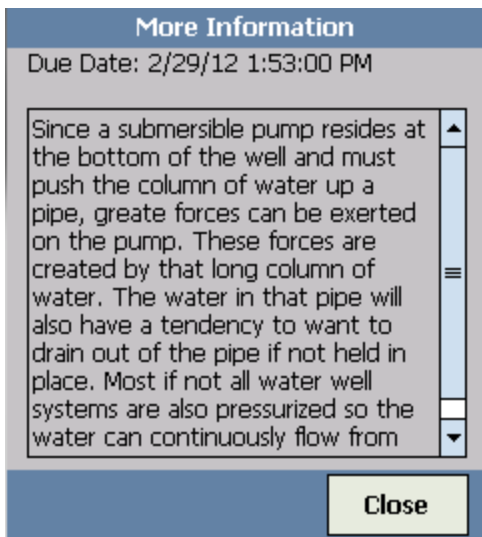 More Information
Due Date: 2/29/12 1:53:00 PM
Since a submersible pump resides at
the bottom of the well and must
push the column of water up a
pipe, greate forces can be exerted
on the pump. These forces are
created by that long column of
water. The water in that pipe will
also have a tendency to want to
drain out of the pipe if not held in
place. Most if not all water well
systems are also pressurized so the
water can continuously flow from
Close